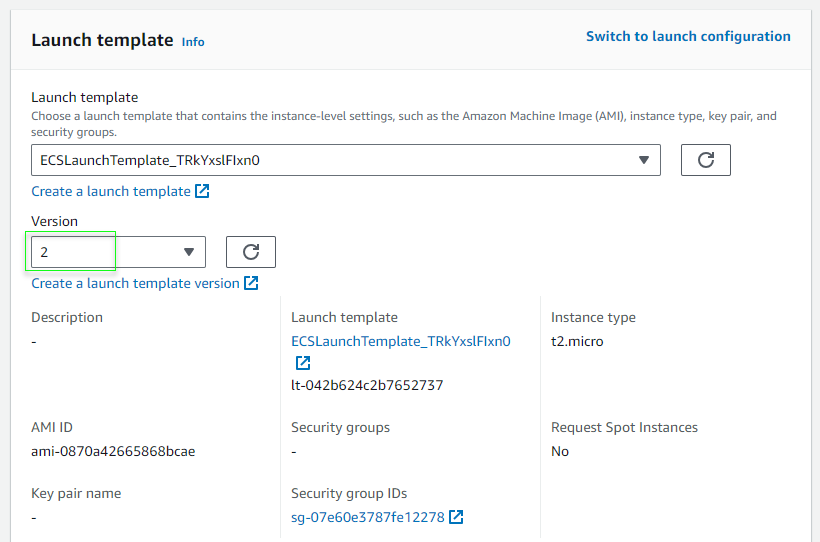 Launch template Info
Switch to launch configuration
Launch template
Choose a launch template that contains the instance-level settings, such as the Amazon Machine Image (AMI), instance type, key pair, and
security groups.
ECSLaunchTemplate_TRkYxslFIxn0
Create a launch template
Version
2
Create a launch template version
Description
-
Launch template
ECSLaunchTemplate_TRkYxslFIxn0
lt-042b624c2b7652737
Instance type
t2.micro
AMI ID
ami-0870a42665868bcae
Security groups
-
Request Spot Instances
No
Key pair name
-
Security group IDs
sg-07e60e3787fe12278